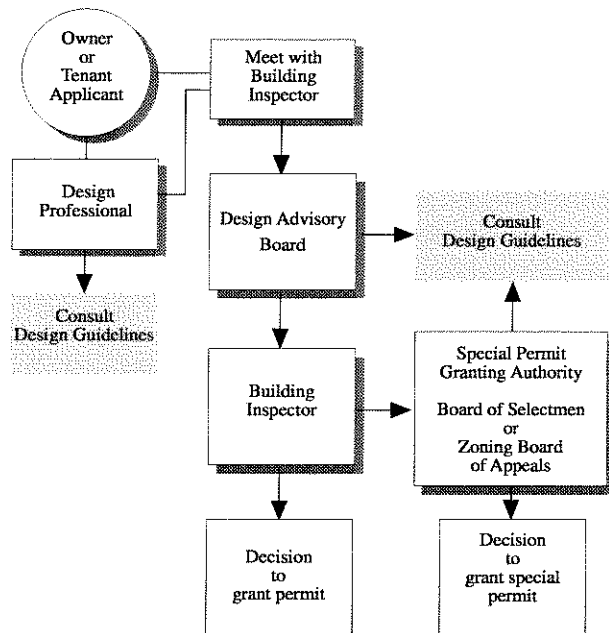 Owner
or
Tenant
Applicant
Meet with
Building
Inspector
Design
Professional
Design Advisory
Board
Consult
Design Guidelines
Consult
Design Guidelines
Building
Inspector
Special Permit
Granting Authority
Board of Selectmen
or
Zoning Board
of Appeals
Decision
to
grant permit
Decision
to
grant special
permit